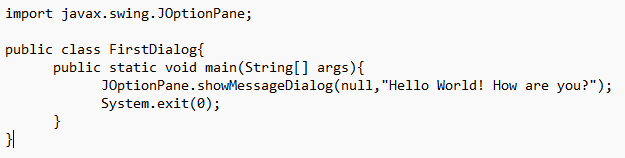 import javax.swing.JOptionPane;

public class FirstDialog{
      public static void main(String[] args){
            JOptionPane.showMessageDialog(null,"Hello World! How are you?");
            System.exit(0);
      }
}